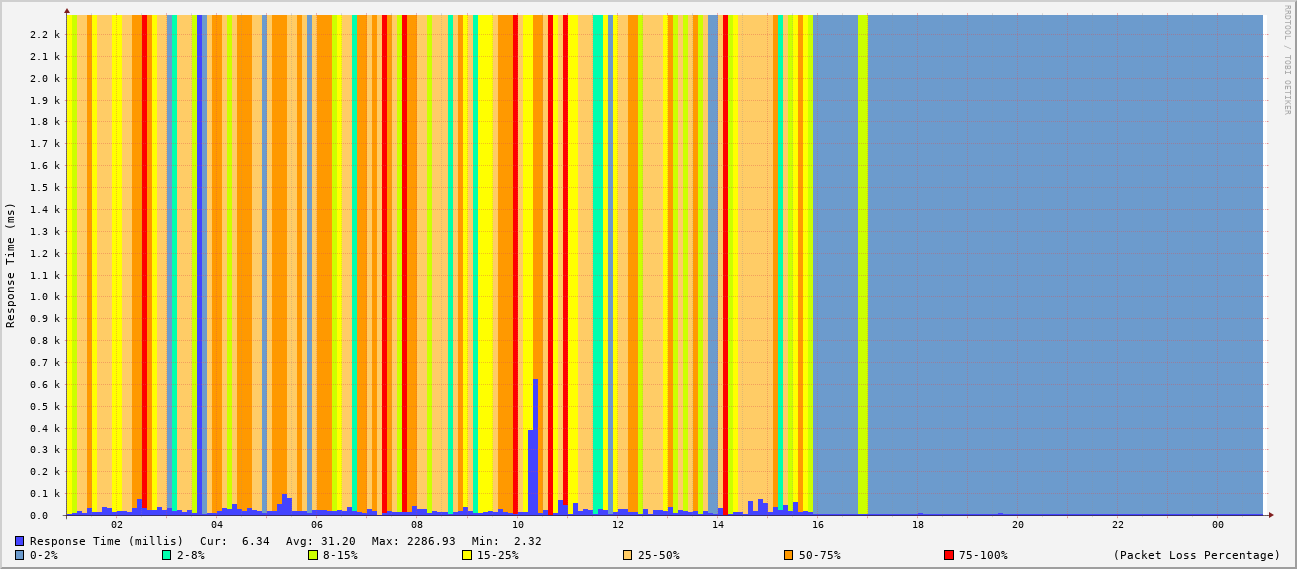 RRDTOOL / TOBI OETIKER
Response Time (ms)
2.2 k
2.1 k
2.0 k
1.9 k
1.8 k
1.7 k
1.6 k
1.5 k
1.4 k
1.3 k
1.2 k
1.1 k
1.0 k
0.9 k
0.8 k
0.7 k
0.6 k
0.5 k
0.4 k
0.3 k
0.2 k
0.1 k
0.0
02 04 06 08 10 12 14 16 18 20 22 00
Response Time (millis) Cur: 6.34 Avg: 31.20 Max: 2286.93 Min: 2.32
0-2% 2-8% 8-15% 15-25% 25-50% 50-75% 75-100% (Packet Loss Percentage)